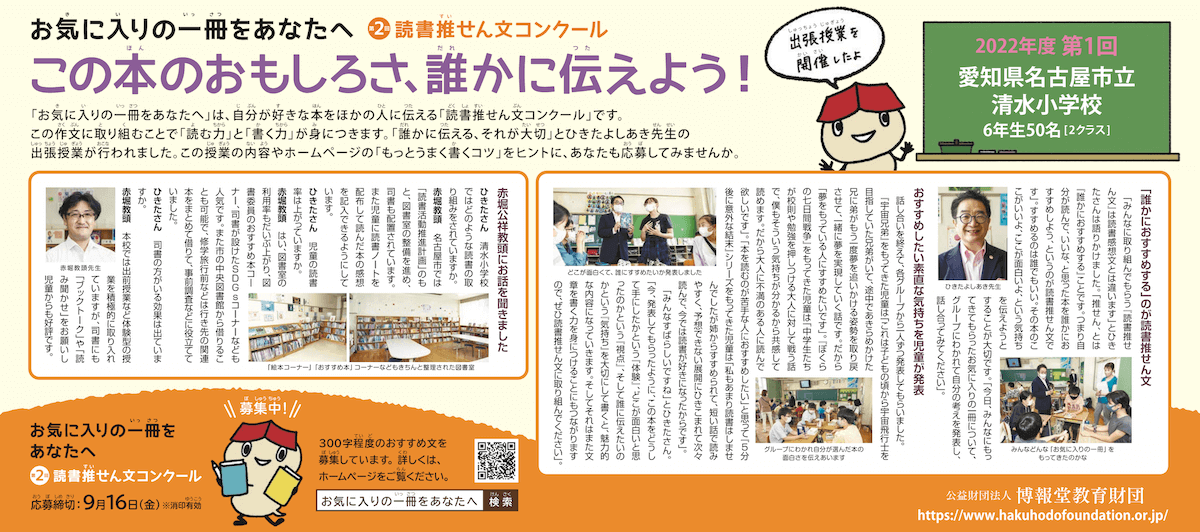 お気に入りの一冊をあなたへ 第2回 読書推せん文コンクール
この本のおもしろさ、誰かに伝えよう！
「お気に入りの一冊をあなたへ」は、自分が好きな本をほかの人に伝える「読書推せん文コンクール」です。
この作文に取り組むことで「読む力」と「書く力」が身につきます。「誰かに伝える、それが大切」とひきたよしあき先生の
出張授業が行われました。この授業の内容やホームページの「もっとうまく書くコツ」をヒントに、あなたも応募してみませんか。
出張授業を
開催したよ
2022年度 第1回
愛知県名古屋市立
清水小学校
6年生50名[2クラス]
「誰かにおすすめする」のが読書推せん文
「みんなに取り組んでもらう『読書推
せん文』は読書感想文とは違います」とひき
たさんは語りかけました。「『推せん』とは
『おすすめする』ということです。つまり自
分が読んで、いいな、と思った本を誰かにお
すすめしよう、というのが読書推せん文で
す」。「すすめるのは誰でもいい。その本のこ
こがいいよ、ここが面白いよ、という気持ち
を伝えようと
することが大切です。「今日、みんなにもっ
てきてもらったお気に入りの一冊について、
グループにわかれて自分の考えを発表し、
話し合ってみてください」。
ひきたよしあき先生
みんなどんな「お気に入りの一冊」を
もってきたのかな
おすすめしたい素直な気持ちを児童が発表
話し合いを終えて、各グループから一人ずつ発表してもらいました。
『宇宙兄弟』をもってきた児童は「これは子どもの頃から宇宙飛行士を
目指していた兄弟がいて、途中であきらめかけた
兄に弟がもう一度夢を追いかける姿勢を取り戻
させて、一緒に夢を実現していく話です。だから
夢をもっている人にすすめたいです」。『ぼくら
の七日間戦争』をもってきた児童は「中学生たち
が校則や勉強を押しつける大人に対して戦う話
で、僕もそういう気持ちが分かるから共感して
読めます。だから大人に不満のある人に読んで
欲しいです」。「本を読むのが苦手な人におすすめしたい」と思って『5分
後に意外な結末』シリーズをもってきた児童は「私もあまり読書はしませ
んでしたが姉からすすめられて、短い話で読み
やすく、予想できない展開にひきこまれて次々
読んで、今では読書が好きになったからです」。
「みんなすばらしいですね」とひきたさん。
「今、発表してもらったように、この本をどうし
て手にしたかという『体験』、どこが面白いと思
ったのかという『視点』、そして誰に伝えたいの
かという『気持ち』を大切にして書くと、魅力的
な内容になっていきます。そしてそれはまた文
章を書く力を身につけることにもつながります
ので、ぜひ読書推せん文に取り組んでください」。
どこが面白くて、誰にすすめたいか発表しました
グループにわかれ自分が選んだ本の
面白さを伝えあいます
赤堀公祥教頭にお話を聞きました
ひきたさん 清水小学校
ではどのような読書の取
り組みをされていますか。
赤堀教頭 名古屋市では
「読書活動推進計画」のも
と、図書室の整備を進め、
司書も配置されています。
また児童に読書ノートを
配布して読んだ本の感想
を記入できるようにして
います。
ひきたさん 児童の読書
率は上がっていますか。
赤堀教頭 はい、図書室の
利用率もだいぶ上がり、図
書委員のおすすめ本コー
ナー、司書が設けたSDGsコーナーなども
人気です。また市の中央図書館から借りるこ
とも可能で、修学旅行前などは行き先の関連
本をまとめて借りて、事前調査などに役立てて
いました。
ひきたさん 司書の方がいる効果は出ていま
すか。
赤堀教頭 本校では出前授業など体験型の授
業を積極的に取り入れ
ていますが、司書にも
「ブックトーク」や「読
み聞かせ」をお願いし
児童からも好評です。
赤堀教頭先生
「絵本コーナー」「おすすめ本」コーナーなどもきちんと整理された図書室
お気に入りの一冊を
あなたへ
第2回 読書推せん文コンクール
応募締切：9月16日(金) ※消印有効
募集中！
300字程度のおすすめ文を
募集しています。詳しくは、
ホームページをご覧ください。
お気に入りの一冊をあなたへ 検索
公益財団法人 博報堂教育財団
https://www.hakuhodofoundation.or.jp/